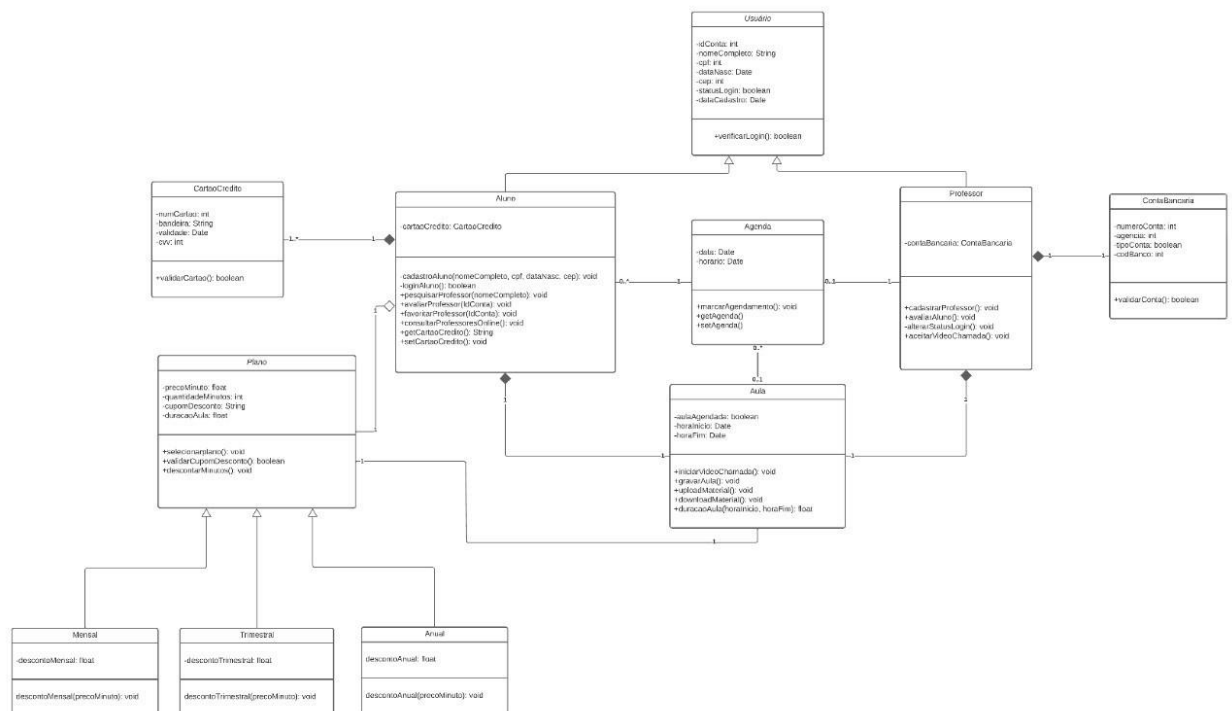 Usuário
-idConta: int
-nomeCompleto: String
-cpf: int
-dataNasc: Date
-cep: int
-statusLogin: boolean
-dataCadastro: Date
+verificarLogin(): boolean
CartaoCredito
-numCartao: int
-bandeira: String
-validade: Date
-cvv: int
+validarCartao(): boolean
1..*
1
Aluno
-cartaoCredito: CartaoCredito
-cadastroAluno(nomeCompleto, cpf, dataNasc. cep): void
-loginAluno(): boolean
+pesquisarProfessor(nomeCompleto): void
+avaliarProfessor(IdConta): void
+favoritarProfessor(IdConta): void
+consultarProfessoresOnline(): void
+getCartaoCredito(): String
+setCartaoCredito(): void
0..*
1
Agenda
-data: Date
-horario: Date
+marcarAgendamento(): void
+getAgenda()
+setAgenda()
0..1
1
Professor
-contaBancaria: ContaBancaria
+cadastrarProfessor(): void
+avaliarAluno(): void
-alterarStatusLogin(): void
+aceitarVideoChamada(): void
1
1
ContaBancaria
-numeroConta: int
-agencia: int
-tipoConta: boolean
-codBanco: int
+validarConta(): boolean
1
0..*
0..1
Plano
-precoMinuto: float
-quantidadeMinutos: int
-cupomDesconto: String
-duracaoAula: float
+selecionarplano(): void
+validarCupomDesconto(): boolean
+descontarMinutos(): void
1
1
1
1
Aula
-aulaAgendada: boolean
-horaInicio: Date
-horaFim: Date
+iniciarVideoChamada(): void
+gravarAula(): void
+uploadMaterial(): void
+downloadMaterial(): void
+duracaoAula(horaInicio, horaFim): float
1
1
1
Mensal
-descontoMensal: float
descontoMensal(precoMinuto): void
Trimestral
-descontoTrimestral: float
descontoTrimestral(precoMinuto): void
Anual
descontoAnual: float
descontoAnual(precoMinuto): void